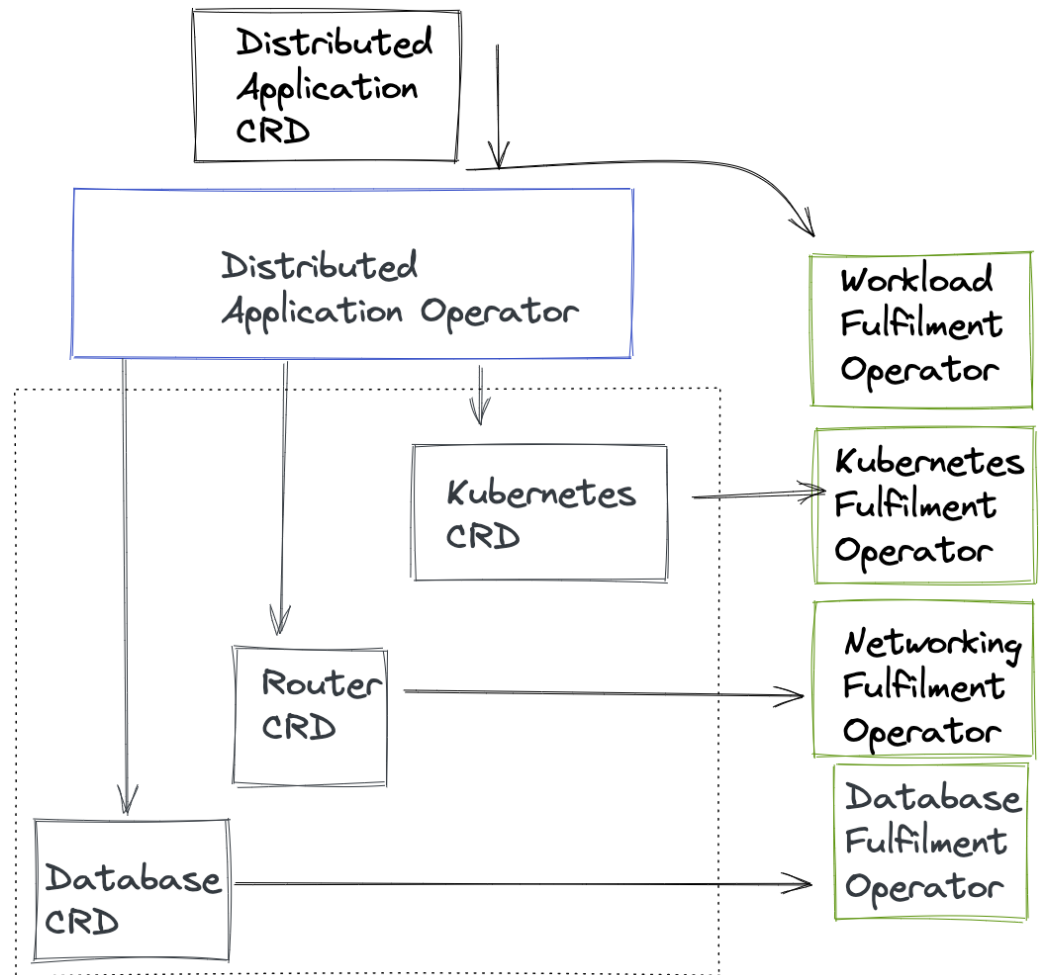 Distributed
Application
CRD
Distributed
Application Operator
Workload
Fulfilment
Operator
Kubernetes
CRD
Kubernetes
Fulfilment
Operator
Router
CRD
Networking
Fulfilment
Operator
Database
CRD
Database
Fulfilment
Operator